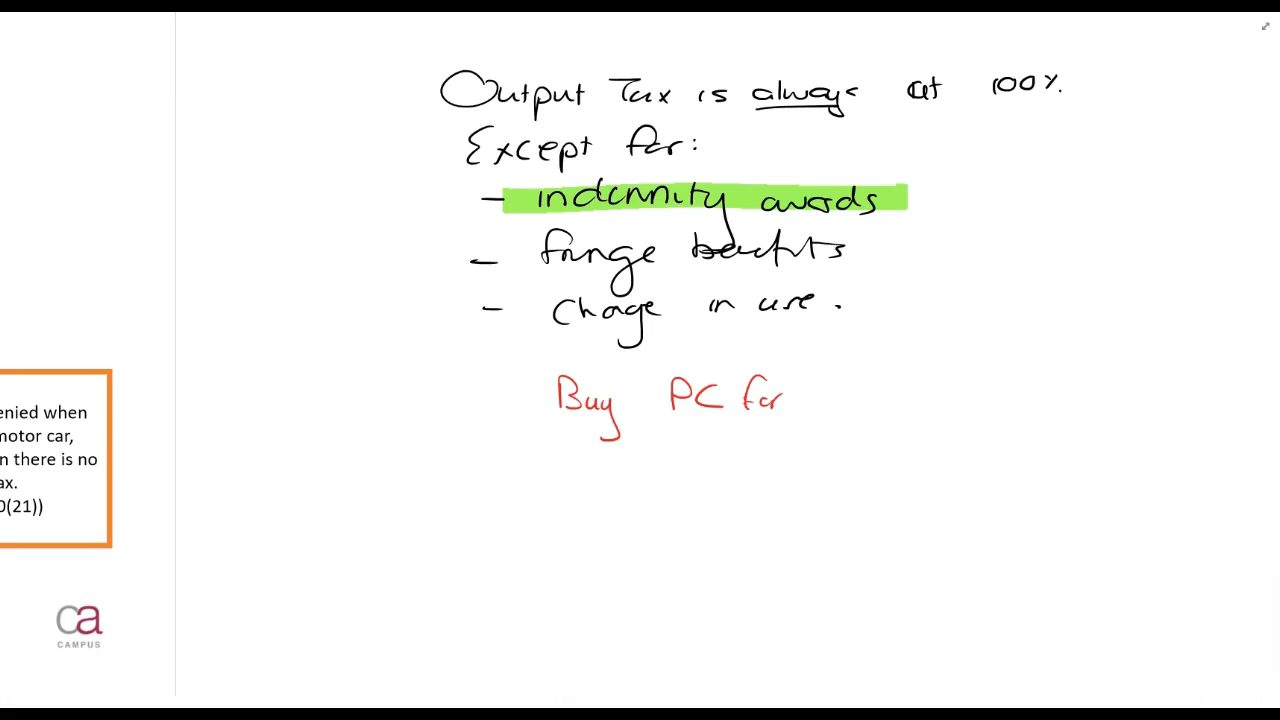 Output Tax is always at 100%.
Except for:
- indemnity awards
- fringe benefits
- Change in use.
Buy PC for
enied when
motor car,
n there is no
ax.
0(21))
ca
CAMPUS